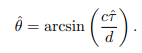 θ̂ = arcsin (cτ̂/d).